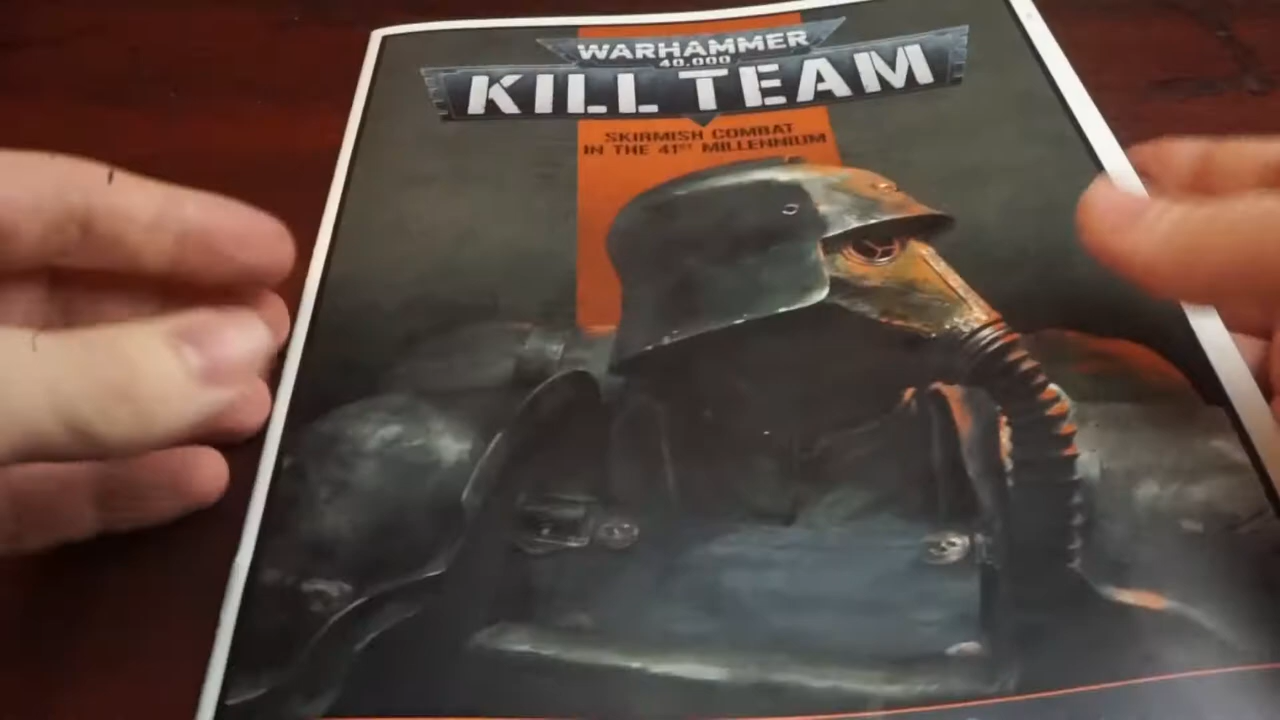 WARHAMMER
40,000
KILL TEAM
SKIRMISH COMBAT
IN THE 41ST MILLENNIUM